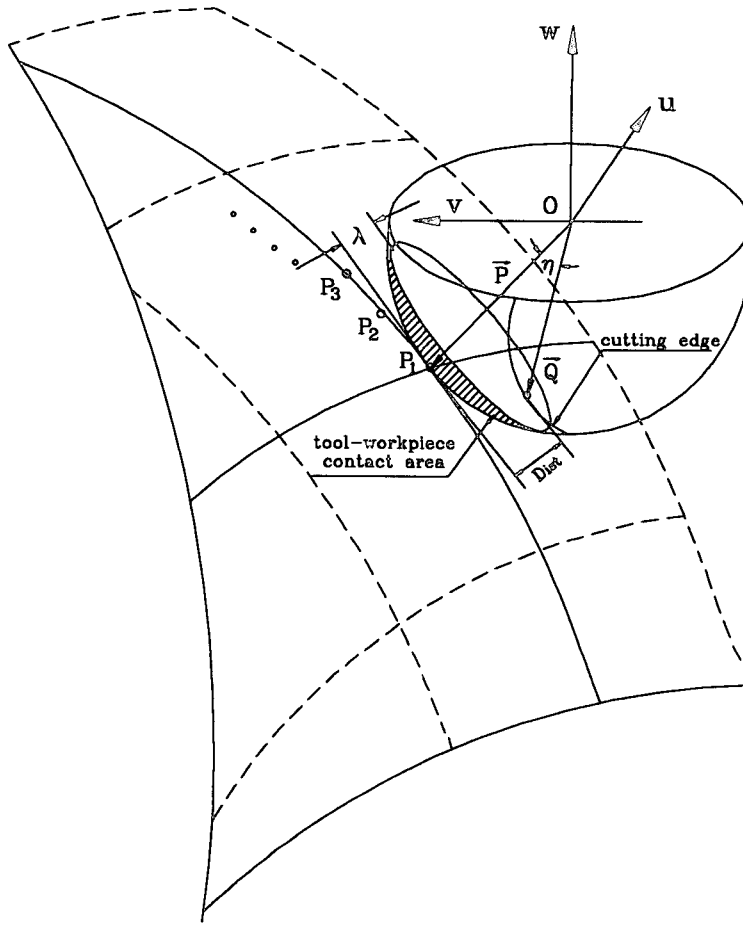 w
u
v
O
λ
P⃗
η
P₃
P₂
P₁
Q⃗
cutting edge
tool-workpiece
contact area
Dist